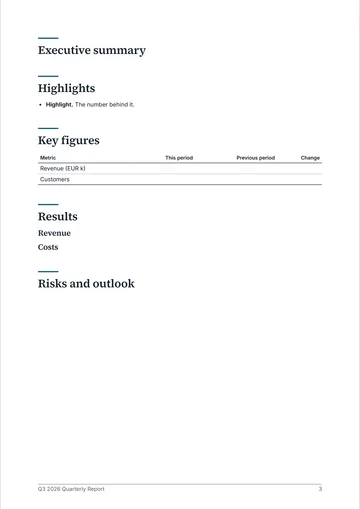 Executive summary
Highlights
• Highlight. The number behind it.
Key figures
Metric This period Previous period Change
Revenue (EUR k)
Customers
Results
Revenue
Costs
Risks and outlook
Q3 2026 Quarterly Report 3